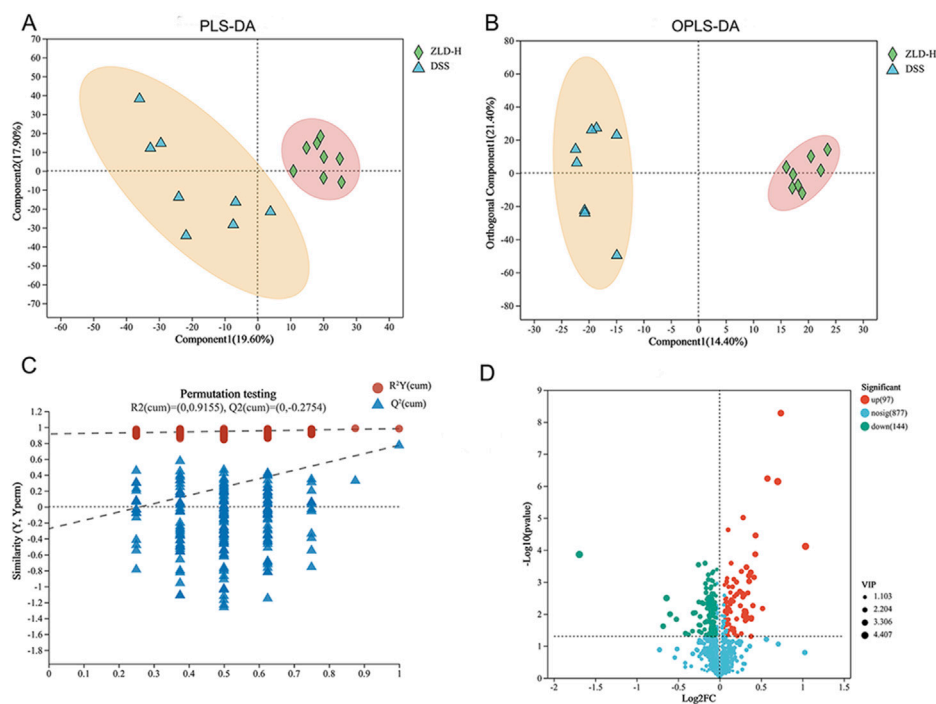 A
PLS-DA
ZLD-H
DSS
Component2(17.90%)
70
60
50
40
30
20
10
0
-10
-20
-30
-40
-50
-60
-70
-60 -50 -40 -30 -20 -10 0 10 20 30 40
Component1(19.60%)
B
OPLS-DA
ZLD-H
DSS
Orthogonal Component1(21.40%)
80
60
40
20
0
-20
-40
-60
-80
-30 -25 -20 -15 -10 -5 0 5 10 15 20 25 30
Component1(14.40%)
C
Permutation testing
R2(cum)=(0,0.9155), Q2(cum)=(0,-0.2754)
R²Y(cum)
Q²(cum)
Similarity (Y, Yperm)
1.2
1
0.8
0.6
0.4
0.2
0
-0.2
-0.4
-0.6
-0.8
-1
-1.2
-1.4
-1.6
-1.8
0 0.1 0.2 0.3 0.4 0.5 0.6 0.7 0.8 0.9 1
D
Significant
up(97)
nosig(877)
down(144)
-Log10(pvalue)
9
8
7
6
5
4
3
2
1
0
-2 -1.5 -1 -0.5 0 0.5 1 1.5
Log2FC
VIP
1.103
2.204
3.306
4.407